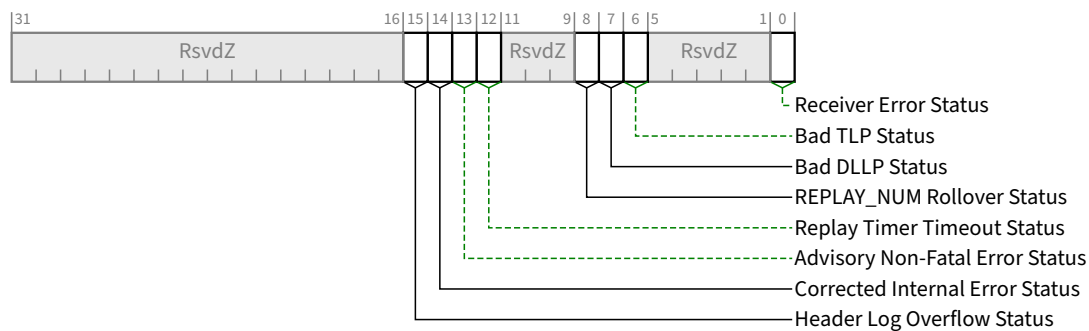 31 16 15 14 13 12 11 9 8 7 6 5 1 0
RsvdZ RsvdZ RsvdZ
Receiver Error Status
Bad TLP Status
Bad DLLP Status
REPLAY_NUM Rollover Status
Replay Timer Timeout Status
Advisory Non-Fatal Error Status
Corrected Internal Error Status
Header Log Overflow Status